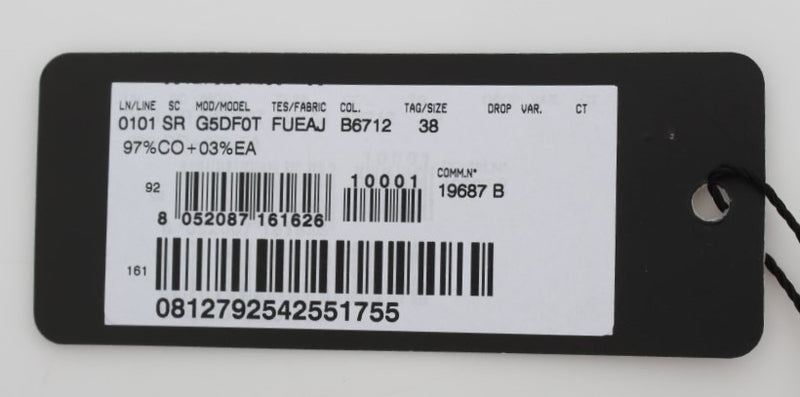 LN/LINE SC MOD/MODEL TES/FABRIC COL. TAG/SIZE DROP VAR. CT
0101 SR G5DF0T FUEAJ B6712 38
97%CO+03%EA
92
10001
COMM.N°
19687 B
8 052087 161626
161
0812792542551755